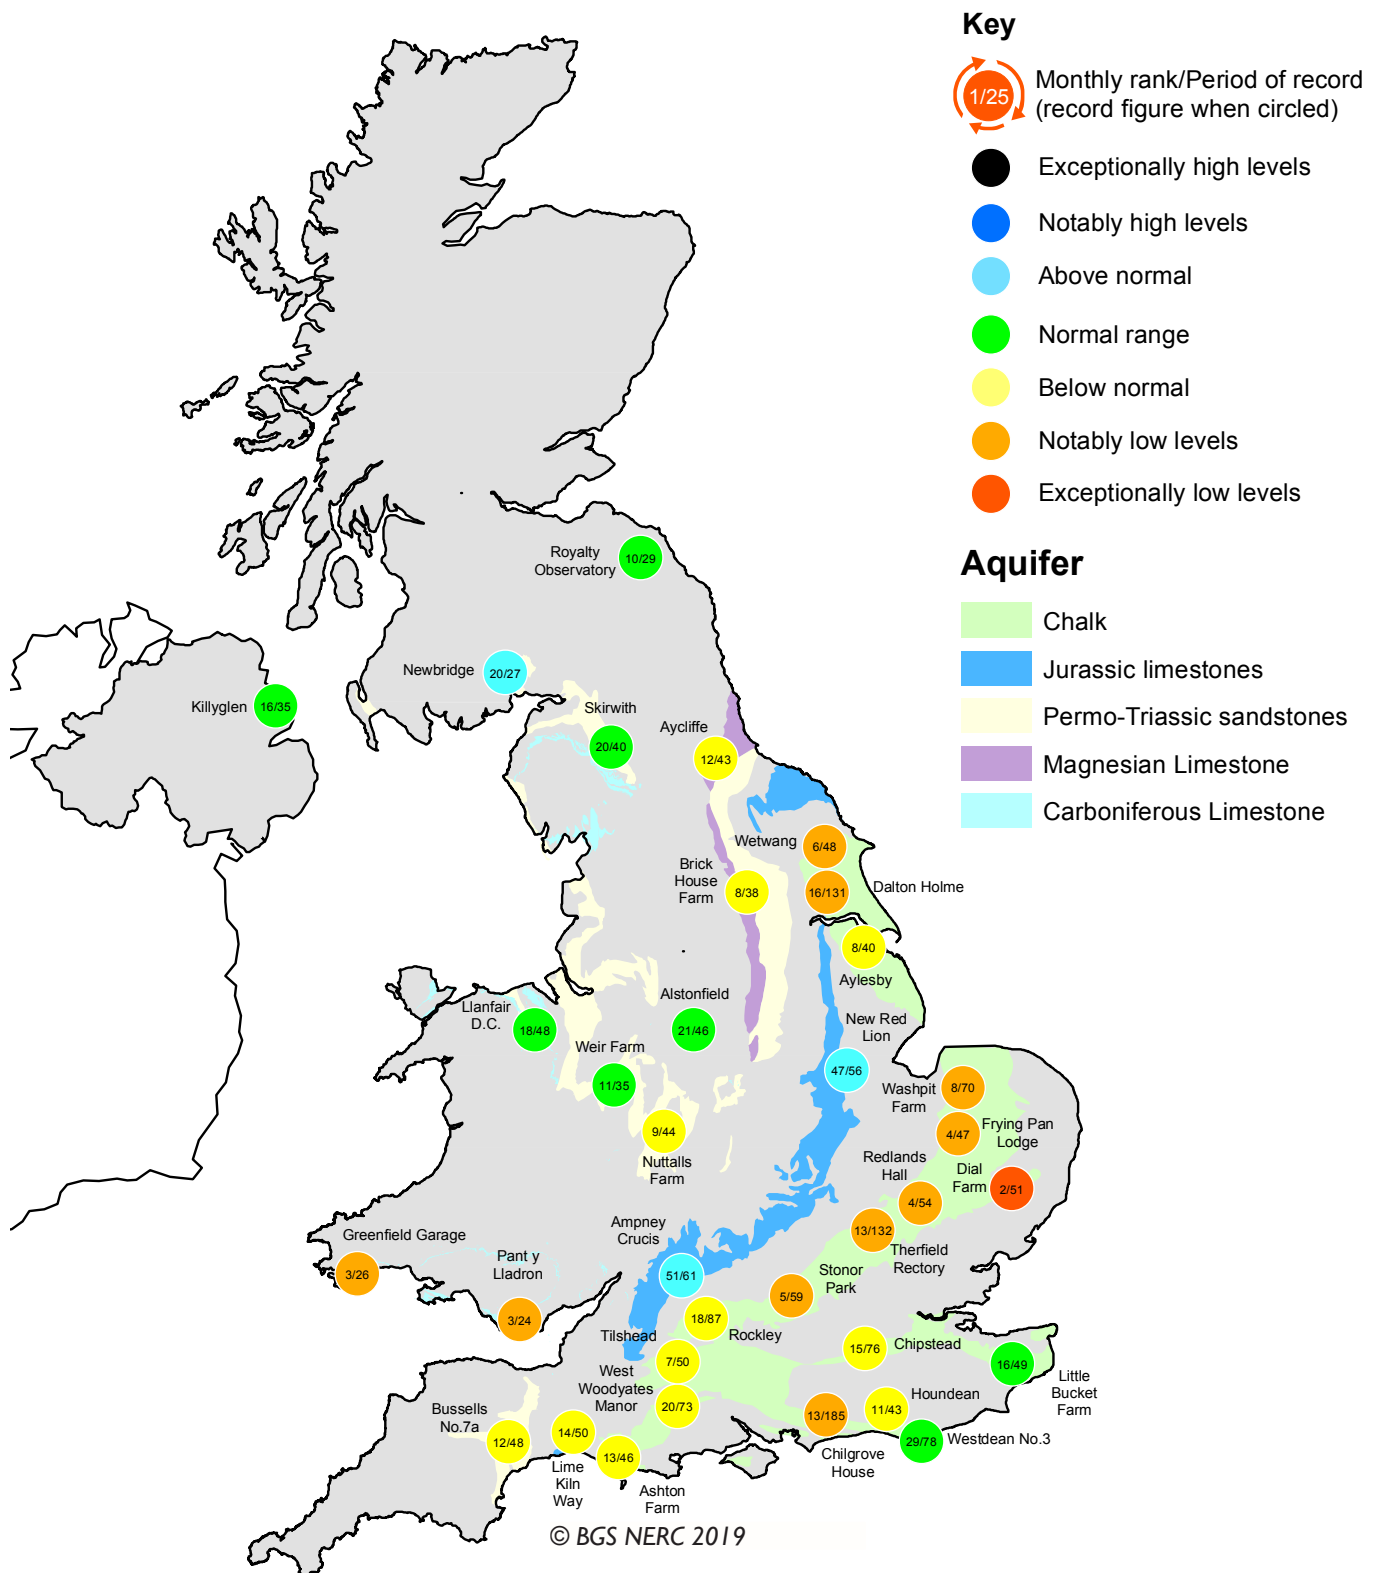 Key
1/25
Monthly rank/Period of record
(record figure when circled)
Exceptionally high levels
Notably high levels
Above normal
Normal range
Below normal
Notably low levels
Exceptionally low levels
Aquifer
Chalk
Jurassic limestones
Permo-Triassic sandstones
Magnesian Limestone
Carboniferous Limestone
Royalty
Observatory
10/29
Newbridge
20/27
Killyglen
16/35
Skirwith
20/40
Aycliffe
12/43
Wetwang
6/48
Brick
House
Farm
8/38
16/131
Dalton Holme
8/40
Aylesby
Llanfair
D.C.
18/48
Alstonfield
21/46
New Red
Lion
47/56
Weir Farm
11/35
Washpit
Farm
8/70
9/44
Nuttalls
Farm
4/47
Frying Pan
Lodge
Redlands
Hall
4/54
Dial
Farm
2/51
Ampney
Crucis
51/61
13/132
Therfield
Rectory
Greenfield Garage
3/26
Pant y
Lladron
3/24
Stonor
Park
5/59
Tilshead
7/50
18/87
Rockley
15/76
Chipstead
16/49
Little
Bucket
Farm
West
Woodyates
Manor
20/73
Houndean
11/43
13/185
Chilgrove
House
29/78
Westdean No.3
Bussells
No.7a
12/48
14/50
Lime
Kiln
Way
13/46
Ashton
Farm
© BGS NERC 2019